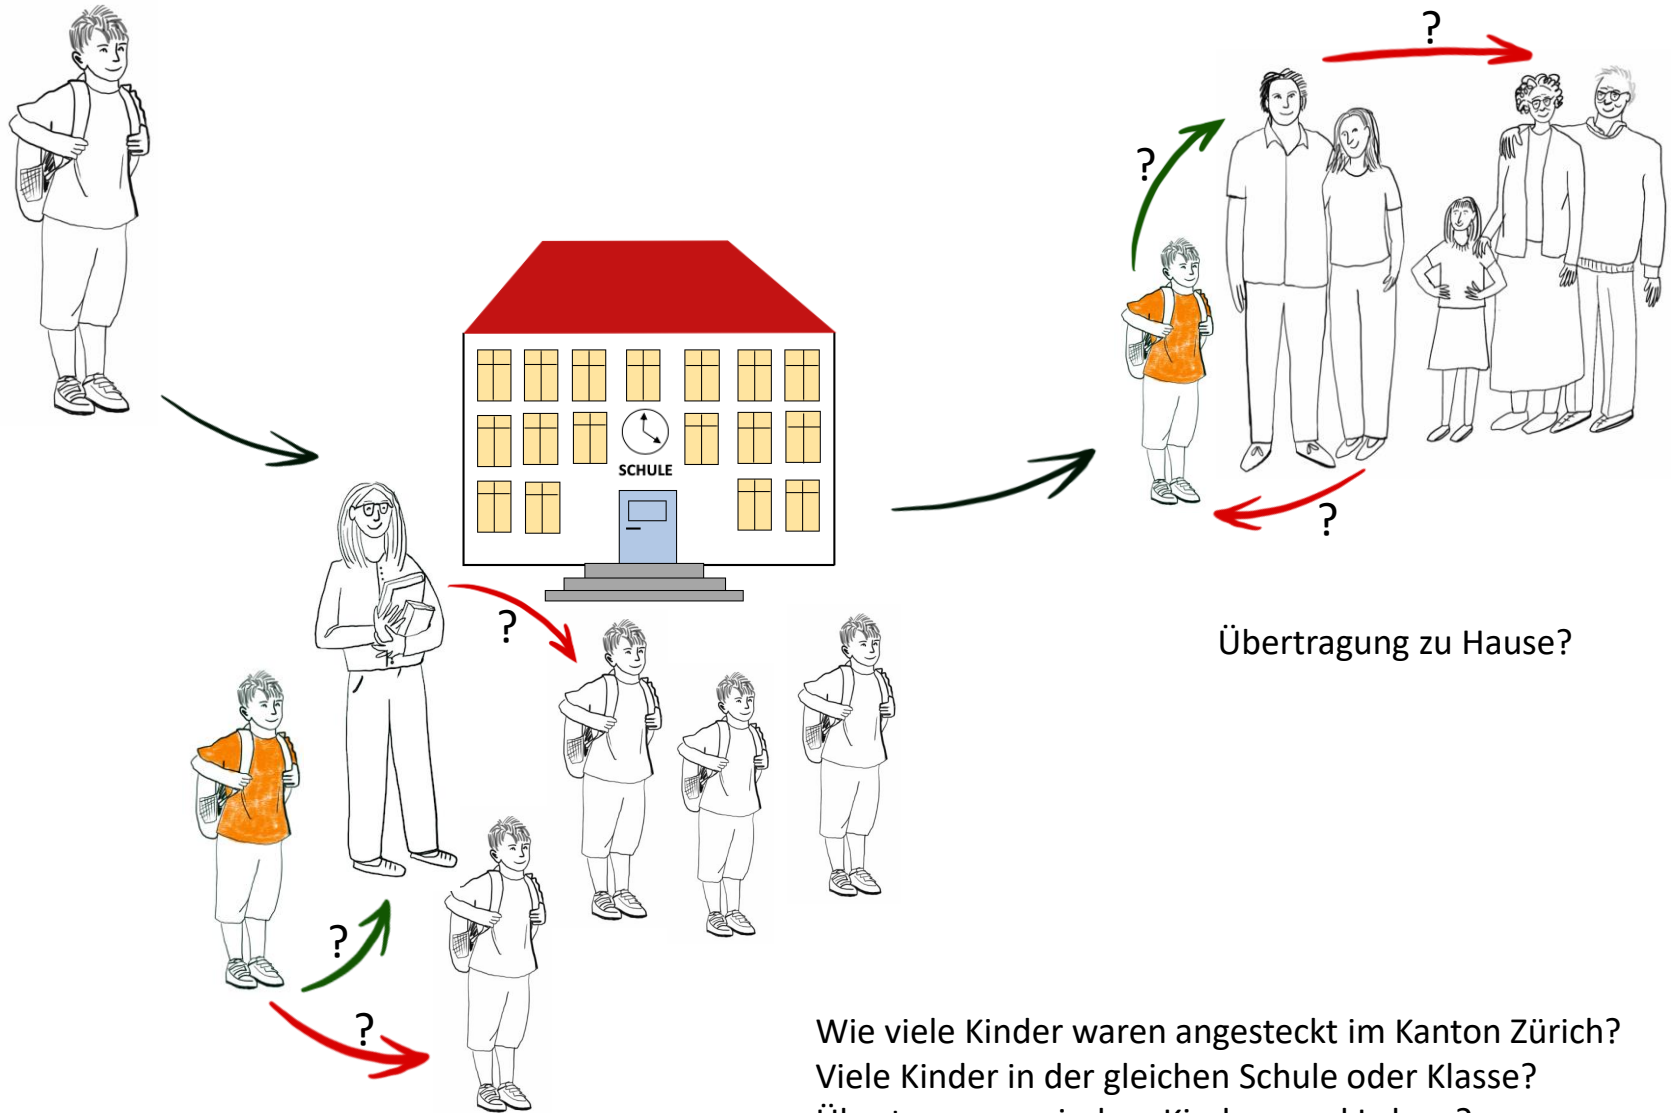 ?
?
SCHULE
?
?
Übertragung zu Hause?
?
?
Wie viele Kinder waren angesteckt im Kanton Zürich?
Viele Kinder in der gleichen Schule oder Klasse?